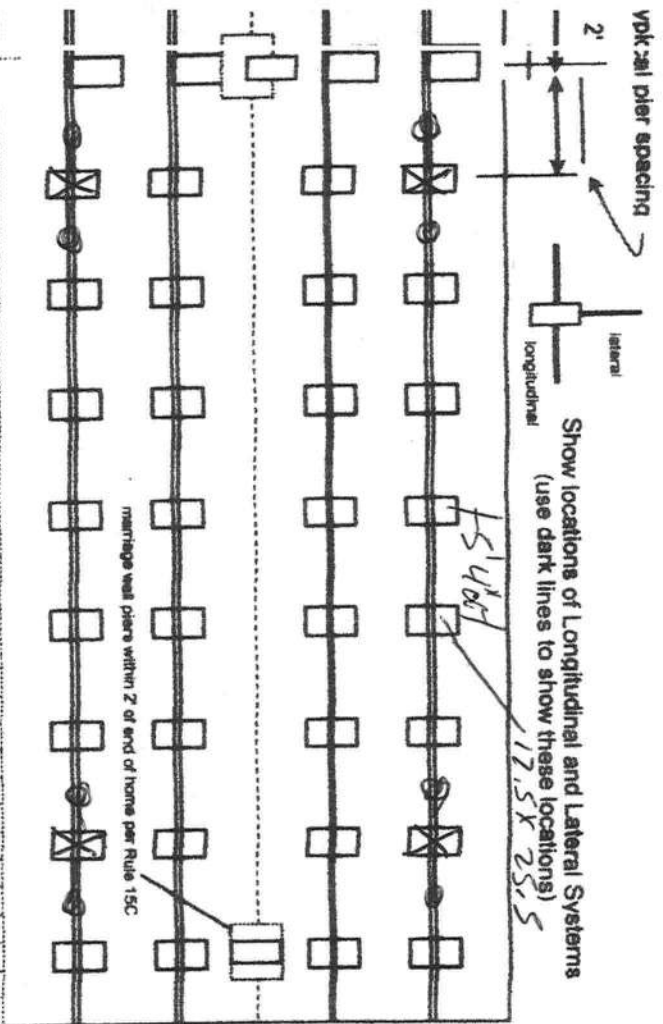 ypical pier spacing
2'
lateral
longitudinal
Show locations of Longitudinal and Lateral Systems
(use dark lines to show these locations)
17.5 x 25.5
marriage wall piers within 2' of end of home per Rule 15C